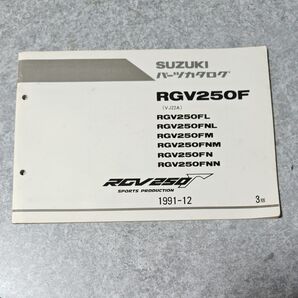 SUZUKI
パーツカタログ
RGV250F
(VJ22A)
RGV250FL
RGV250FNL
RGV250FM
RGV250FNM
RGV250FN
RGV250FNN
RGV250Γ
SPORTS PRODUCTION
1991-12
3版